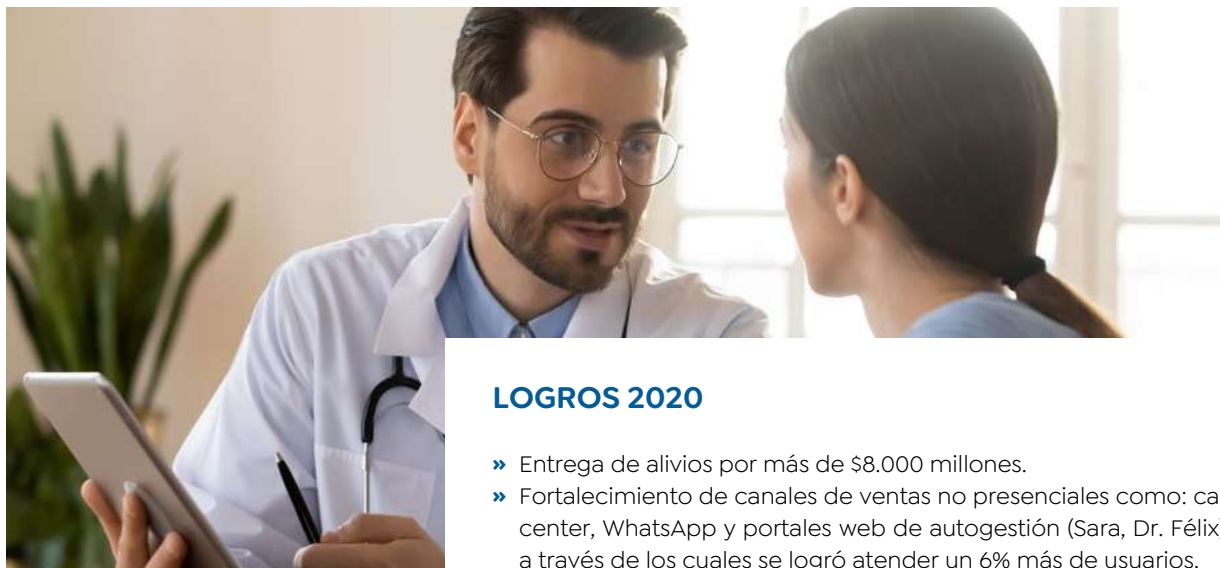 LOGROS 2020
» Entrega de alivios por más de $8.000 millones.
» Fortalecimiento de canales de ventas no presenciales como: ca
center, WhatsApp y portales web de autogestión (Sara, Dr. Félix)
a través de los cuales se logró atender un 6% más de usuarios.